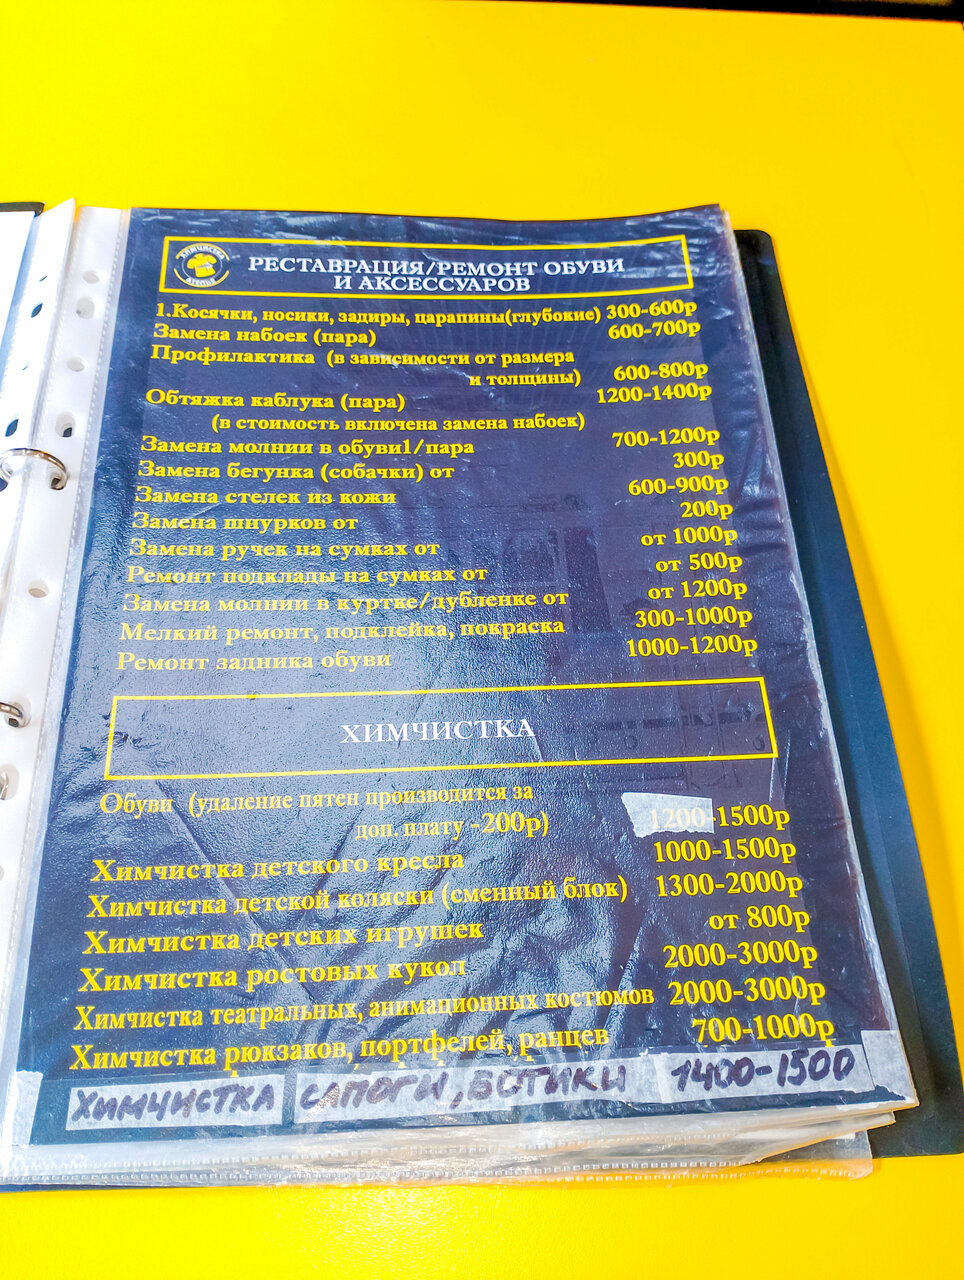 ХИМЧИСТКА
АТЕЛЬЕ
РЕСТАВРАЦИЯ/РЕМОНТ ОБУВИ
И АКСЕССУАРОВ
1.Косячки, носики, задиры, царапины(глубокие) 300-600р
Замена набоек (пара) 600-700р
Профилактика (в зависимости от размера
и толщины) 600-800р
Обтяжка каблука (пара) 1200-1400р
(в стоимость включена замена набоек)
Замена молнии в обуви1/пара 700-1200р
Замена бегунка (собачки) от 300р
Замена стелек из кожи 600-900р
Замена шнурков от 200р
Замена ручек на сумках от от 1000р
Ремонт подклады на сумках от от 500р
Замена молнии в куртке/дубленке от от 1200р
Мелкий ремонт, подклейка, покраска 300-1000р
Ремонт задника обуви 1000-1200р
ХИМЧИСТКА
Обуви (удаление пятен производится за
доп. плату -200р) 1200-1500р
Химчистка детского кресла 1000-1500р
Химчистка детской коляски (сменный блок) 1300-2000р
Химчистка детских игрушек от 800р
Химчистка ростовых кукол 2000-3000р
Химчистка театральных, анимационных костюмов 2000-3000р
Химчистка рюкзаков, портфелей, ранцев 700-1000р
ХИМЧИСТКА САПОГИ, БОТИКИ 1400-1500